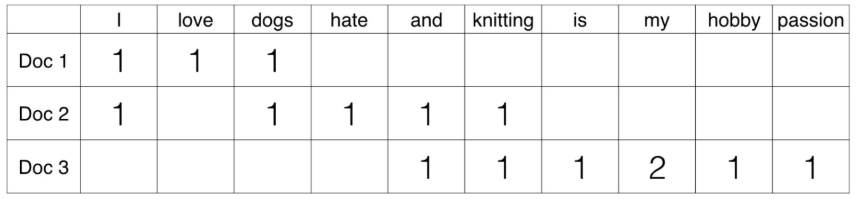 I love dogs hate and knitting is my hobby passion
Doc 1 1 1 1
Doc 2 1 1 1 1 1
Doc 3 1 1 1 2 1 1